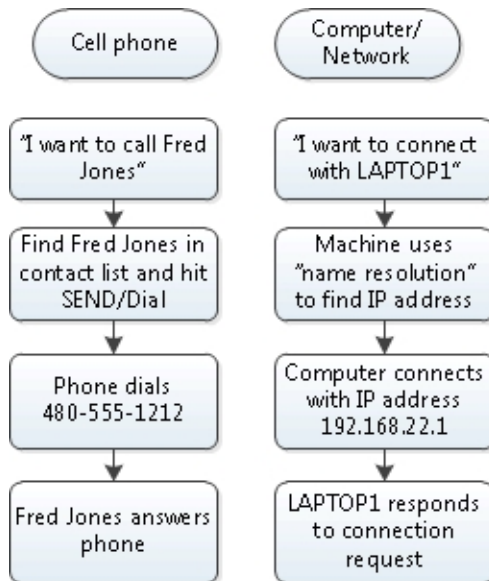 Cell phone
Computer/
Network
"I want to call Fred
Jones"
"I want to connect
with LAPTOP1"
Find Fred Jones in
contact list and hit
SEND/Dial
Machine uses
"name resolution"
to find IP address
Phone dials
480-555-1212
Computer connects
with IP address
192.168.22.1
Fred Jones answers
phone
LAPTOP1 responds
to connection
request